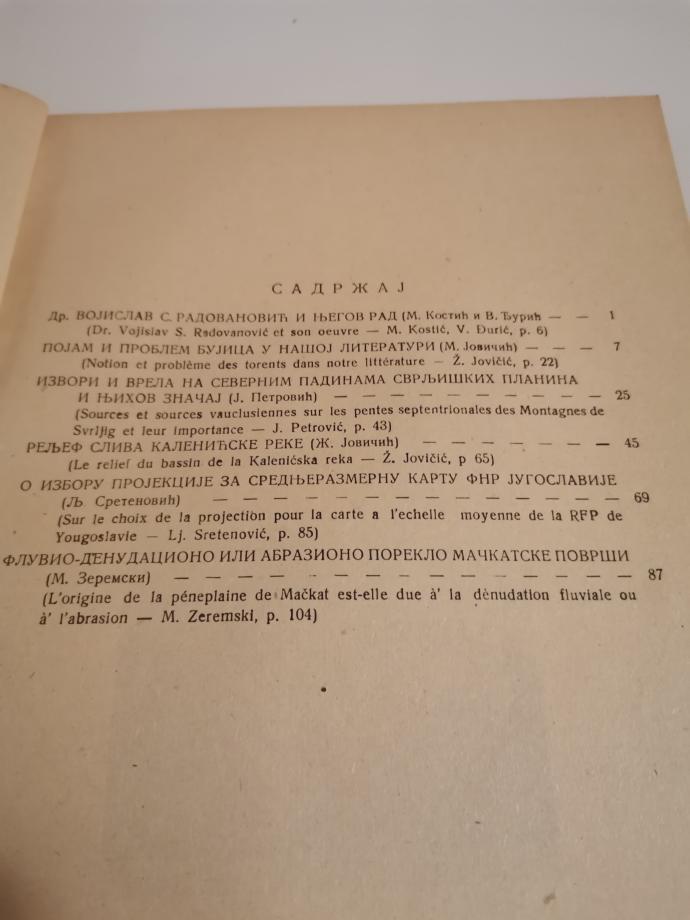 САДРЖАЈ
Др. ВОЈИСЛАВ С. РАДОВАНОВИЋ И ЊЕГОВ РАД (М. Костић и В. Ђурић — — 1
(Dr. Vojislav S. Radovanović et son oeuvre — M. Kostić, V. Đurić, p. 6)
ПОЈАМ И ПРОБЛЕМ БУЈИЦА У НАШОЈ ЛИТЕРАТУРИ (М. Јовичић) — — — 7
(Notion et problème des torents dans notre littérature — Ž. Jovičić, p. 22)
ИЗВОРИ И ВРЕЛА НА СЕВЕРНИМ ПАДИНАМА СВРЉИШКИХ ПЛАНИНА
И ЊИХОВ ЗНАЧАЈ (Ј. Петровић) — — — — — — — — — — 25
(Sources et sources vauclusiennes sur les pentes septentrionales des Montagnes de
Svrljig et leur importance — J. Petrović, p. 43)
РЕЉЕФ СЛИВА КАЛЕНИЋСКЕ РЕКЕ (Ж. Јовичић) — — — — — — — 45
(Le relief du bassin de la Kalenićska reka — Ž. Jovičić, p 65)
О ИЗБОРУ ПРОЈЕКЦИЈЕ ЗА СРЕДЊЕРАЗМЕРНУ КАРТУ ФНР ЈУГОСЛАВИЈЕ
(Љ Сретеновић) — — — — — — — — — — — — — — 69
(Sur le choix de la projection pour la carte a l'echelle moyenne de la RFP de
Yougoslavie — Lj. Sretenović, p. 85)
ФЛУВИО-ДЕНУДАЦИОНО ИЛИ АБРАЗИОНО ПОРЕКЛО МАЧКАТСКЕ ПОВРШИ
(М. Зеремски) — — — — — — — — — — — — — — — 87
(L'origine de la péneplaine de Mačkat est-elle due à' la dènudation fluviale ou
à' l'abrasion — M. Zeremski, p. 104)